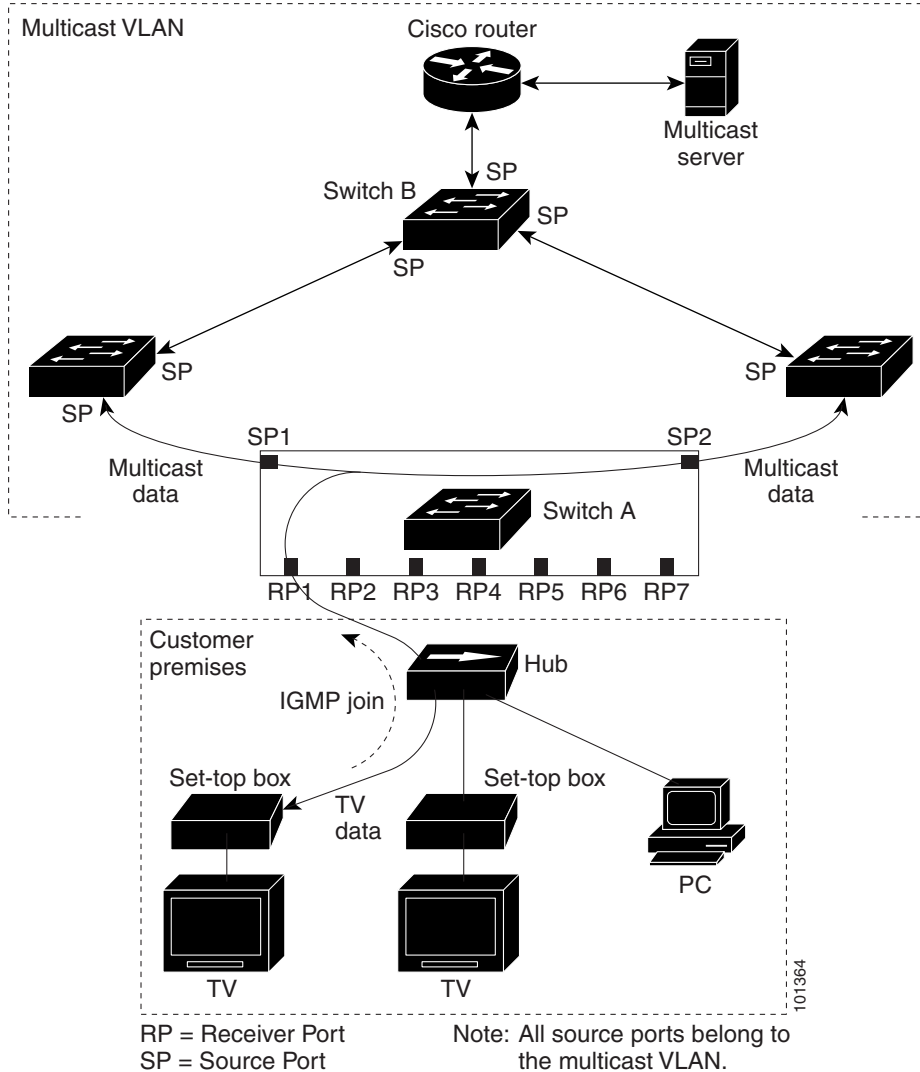 Multicast VLAN
Cisco router
Multicast
server
SP
Switch B
SP
SP
SP
SP
SP
SP1
SP2
Multicast
data
Multicast
data
Switch A
RP1
RP2
RP3
RP4
RP5
RP6
RP7
Customer
premises
Hub
IGMP join
Set-top box
TV
data
Set-top box
PC
TV
TV
101364
RP = Receiver Port
SP = Source Port
Note: All source ports belong to
the multicast VLAN.